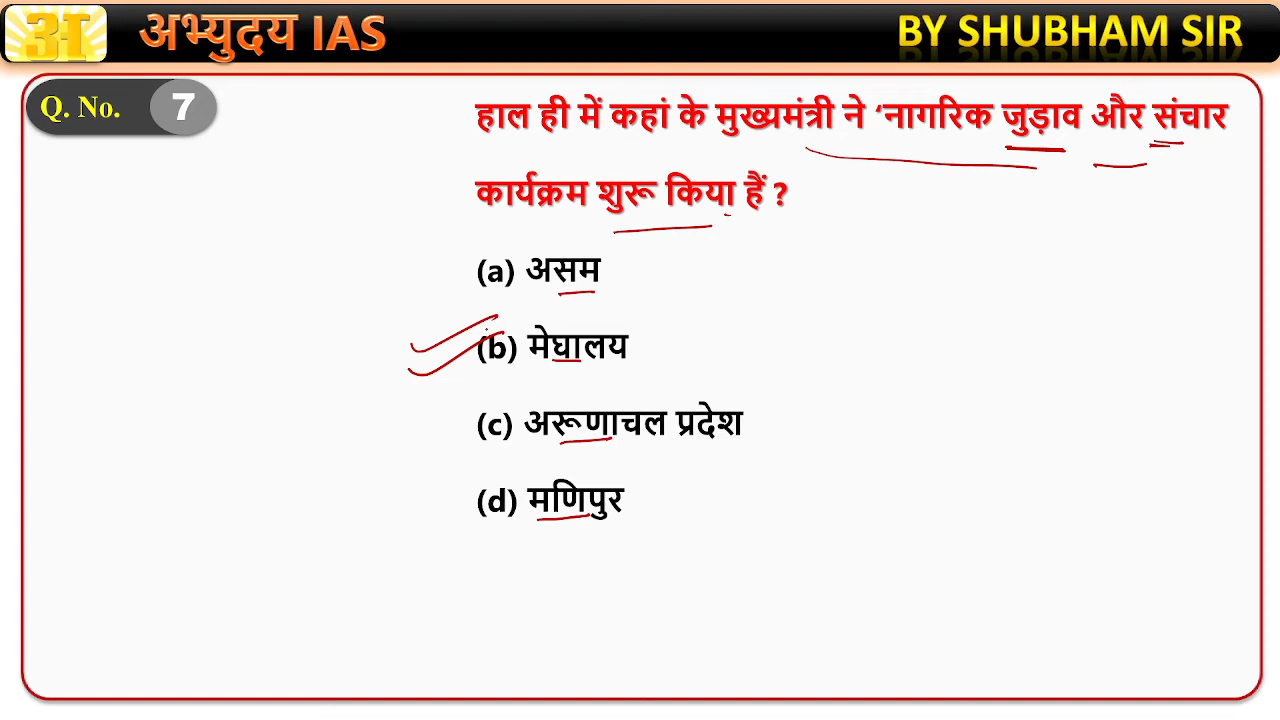 अभ्युदय IAS
BY SHUBHAM SIR
Q. No. 7
हाल ही में कहां के मुख्यमंत्री ने ‘नागरिक जुड़ाव और संचार
कार्यक्रम शुरू किया हैं ?
(a) असम
(b) मेघालय
(c) अरूणाचल प्रदेश
(d) मणिपुर